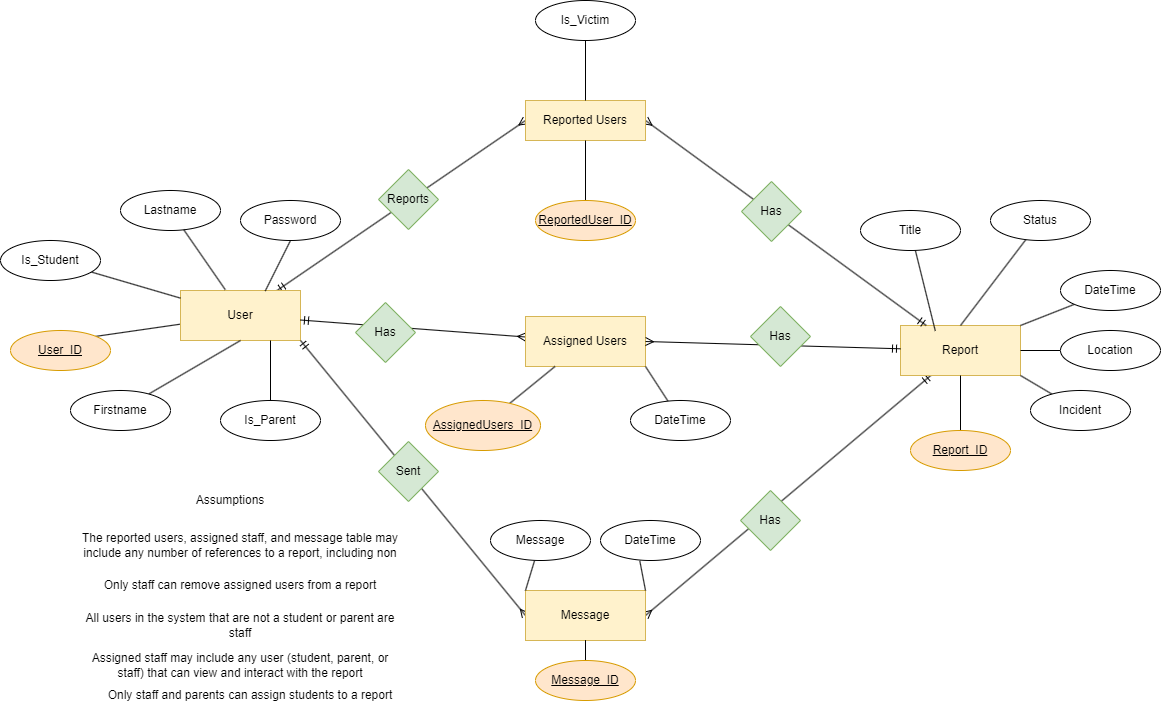 Is_Victim
Reported Users
Reports
Lastname
Password
ReportedUser_ID
Has
Title
Status
Is_Student
DateTime
User
Has
Assigned Users
Has
Report
Location
User_ID
Firstname
Is_Parent
AssignedUsers_ID
DateTime
Incident
Report_ID
Sent
Assumptions
The reported users, assigned staff, and message table may
include any number of references to a report, including non
Only staff can remove assigned users from a report
All users in the system that are not a student or parent are
staff
Assigned staff may include any user (student, parent, or
staff) that can view and interact with the report
Only staff and parents can assign students to a report
Message
DateTime
Has
Message
Message_ID